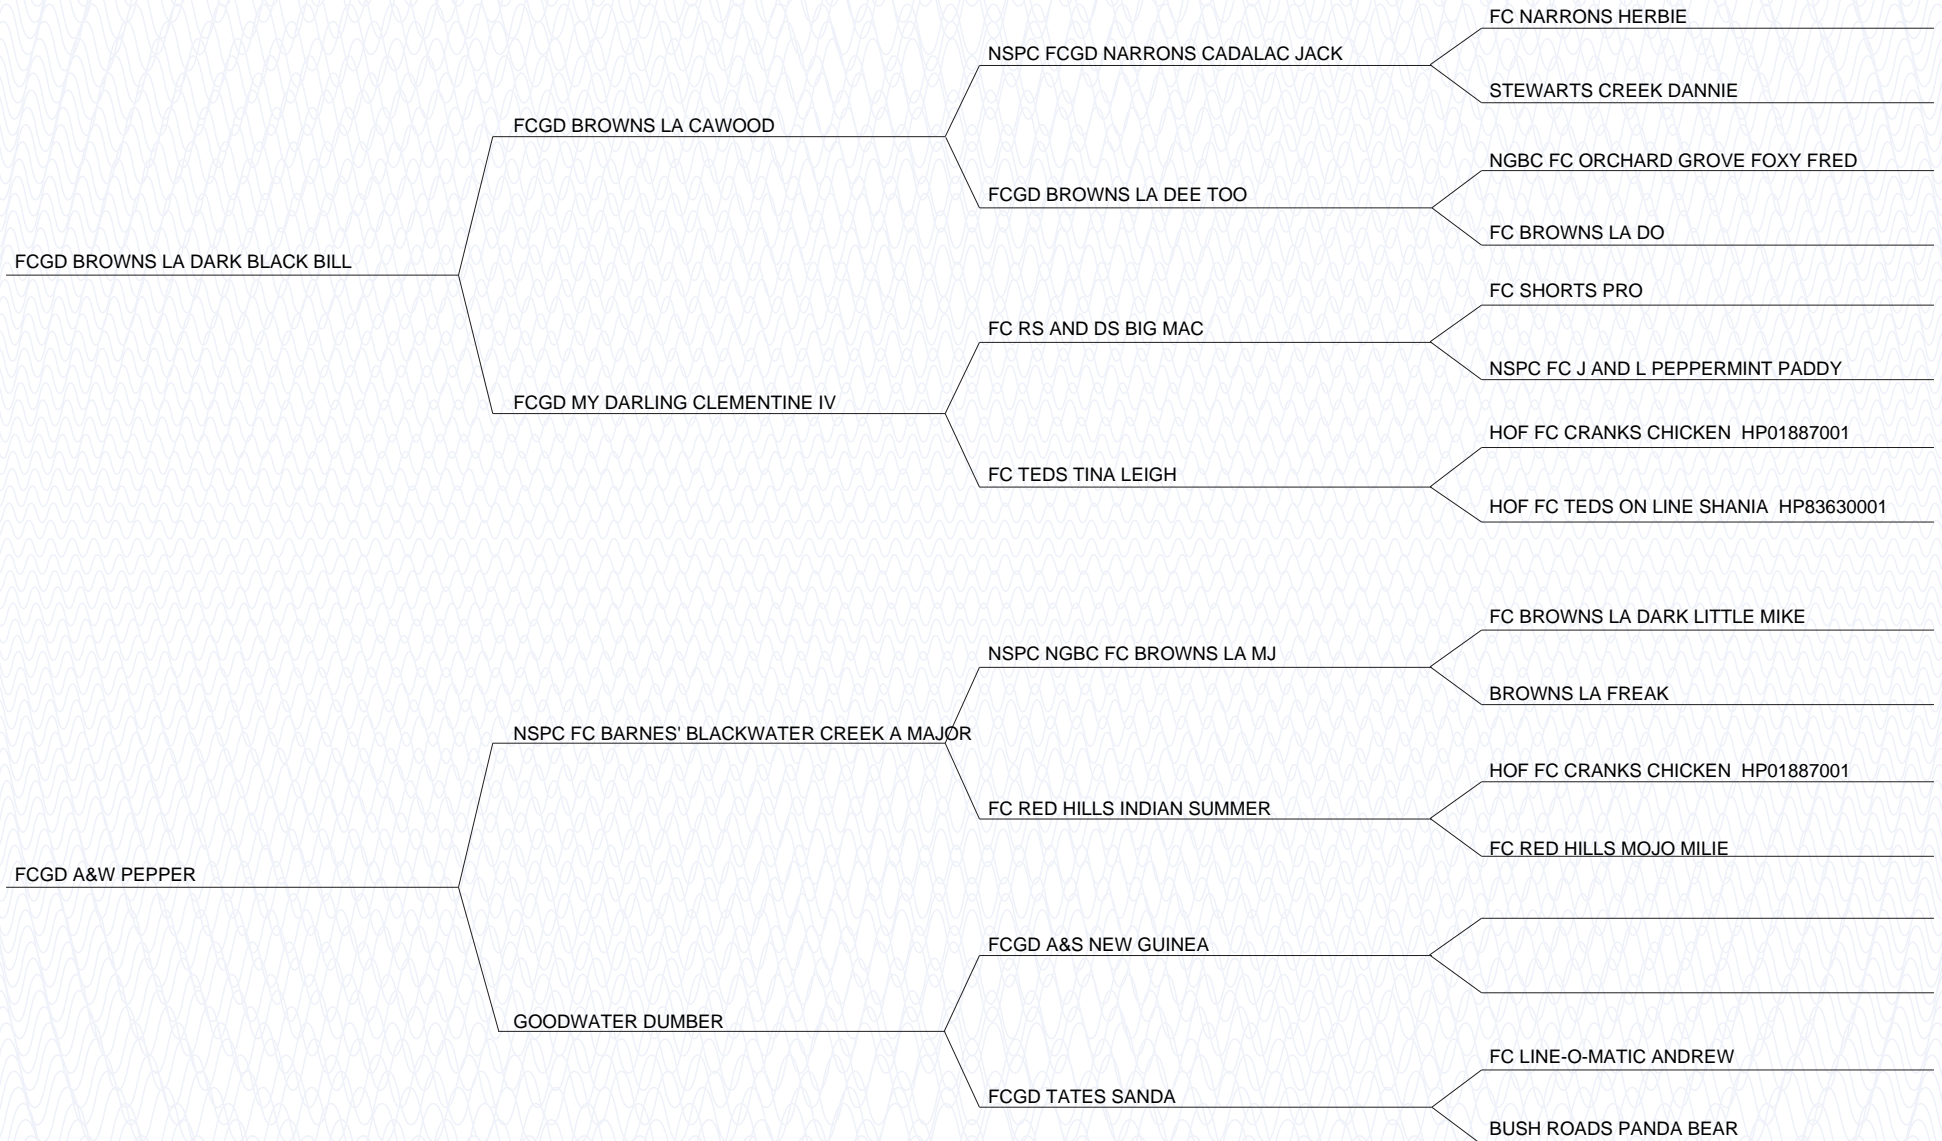 FC NARRONS HERBIE
NSPC FCGD NARRONS CADALAC JACK
STEWARTS CREEK DANNIE
FCGD BROWNS LA CAWOOD
NGBC FC ORCHARD GROVE FOXY FRED
FCGD BROWNS LA DEE TOO
FC BROWNS LA DO
FCGD BROWNS LA DARK BLACK BILL
FC SHORTS PRO
FC RS AND DS BIG MAC
NSPC FC J AND L PEPPERMINT PADDY
FCGD MY DARLING CLEMENTINE IV
HOF FC CRANKS CHICKEN  HP01887001
FC TEDS TINA LEIGH
HOF FC TEDS ON LINE SHANIA  HP83630001
FC BROWNS LA DARK LITTLE MIKE
NSPC NGBC FC BROWNS LA MJ
BROWNS LA FREAK
NSPC FC BARNES' BLACKWATER CREEK A MAJOR
HOF FC CRANKS CHICKEN  HP01887001
FC RED HILLS INDIAN SUMMER
FC RED HILLS MOJO MILIE
FCGD A&W PEPPER
FCGD A&S NEW GUINEA
GOODWATER DUMBER
FC LINE-O-MATIC ANDREW
FCGD TATES SANDA
BUSH ROADS PANDA BEAR